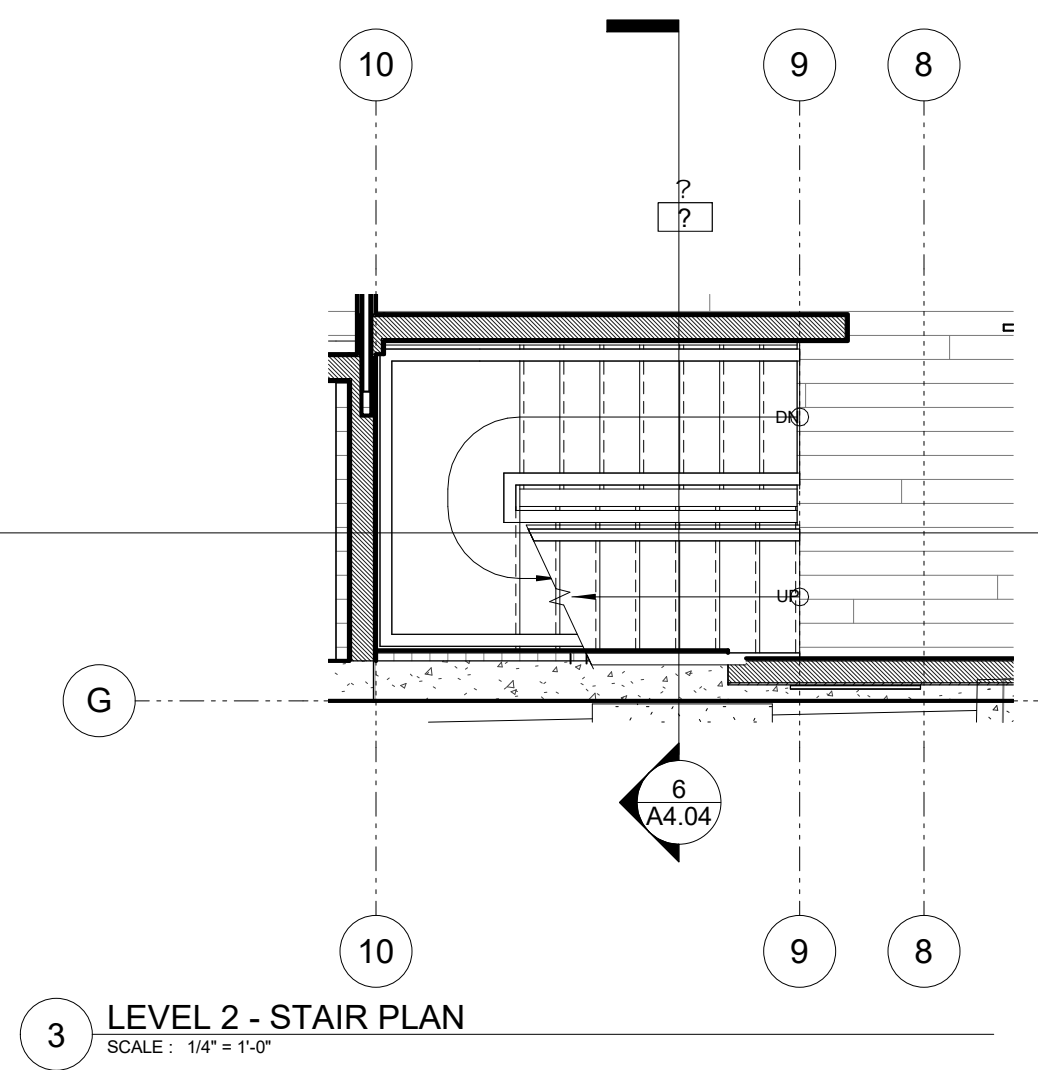 10
9
8
?
?
DN
UP
G
6
A4.04
10
9
8
3
LEVEL 2 - STAIR PLAN
SCALE : 1/4" = 1'-0"